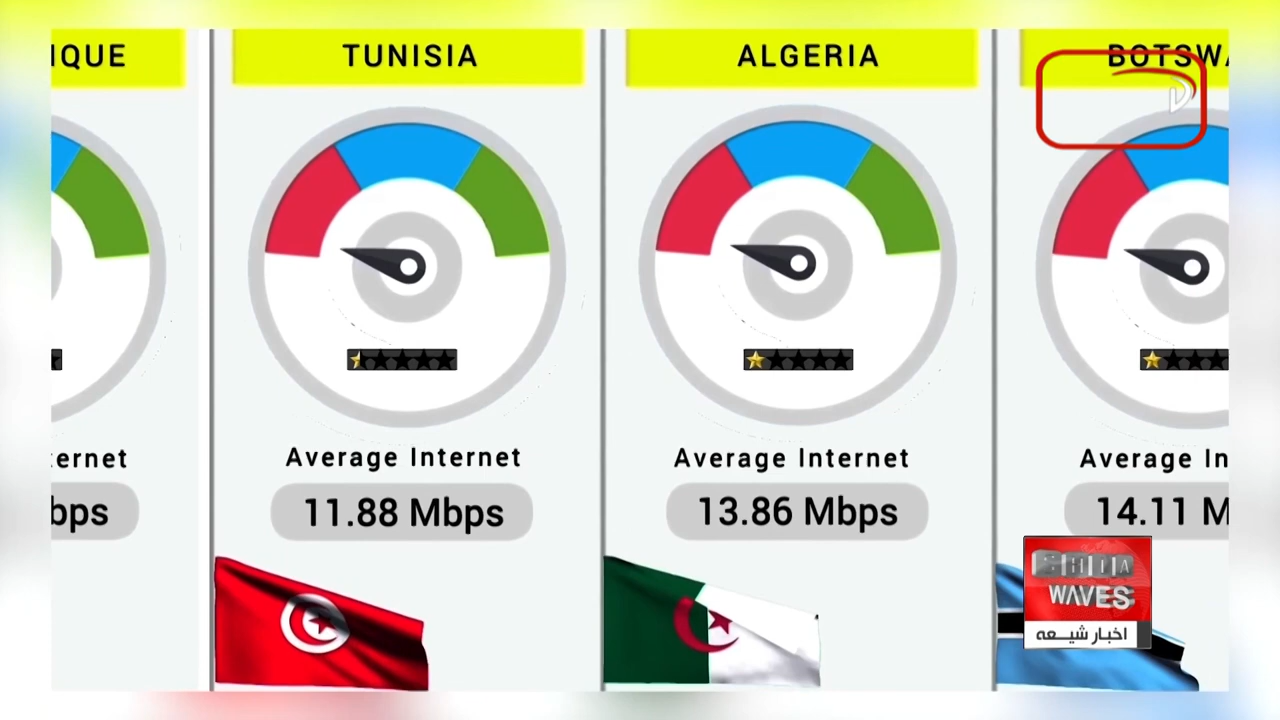 IQUE
TUNISIA
ALGERIA
BOTSWA
ernet
Average Internet
Average Internet
Average In
bps
11.88 Mbps
13.86 Mbps
14.11 M
SHIA
WAVES
اخبار شیعه